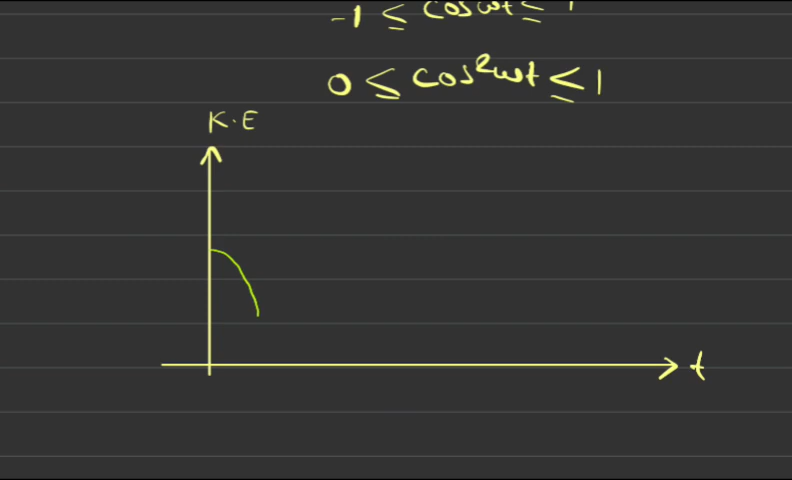 -1 ≤ cos ωt ≤ 1
0 ≤ cos²ωt ≤ 1
K.E
t